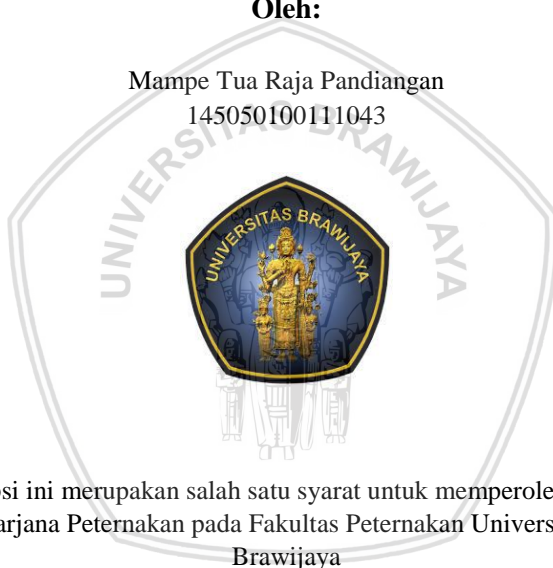 Oleh:
Mampe Tua Raja Pandiangan
145050100111043
UNIVERSITAS BRAWIJAYA
UNIVERSITAS BRAWIJAYA
si ini merupakan salah satu syarat untuk memperole
arjana Peternakan pada Fakultas Peternakan Univers
Brawijaya